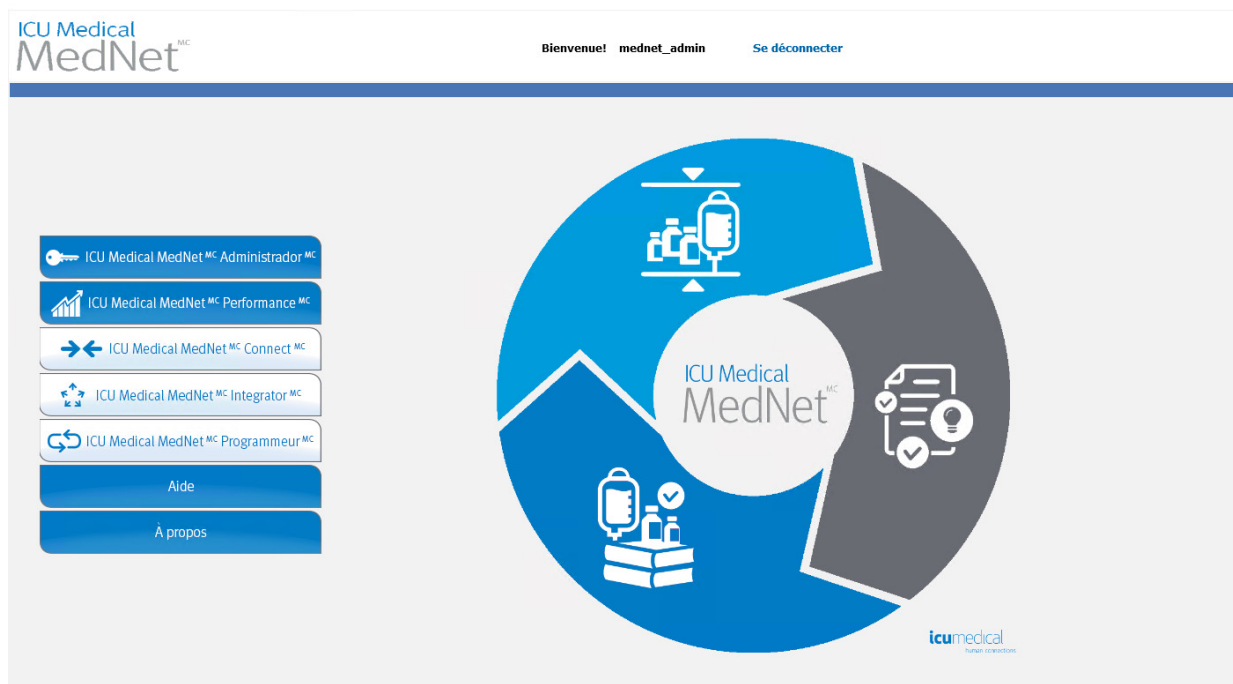 ICU Medical
MedNet MC
Bienvenue! mednet_admin Se déconnecter
ICU Medical MedNet MC Administrador MC
ICU Medical MedNet MC Performance MC
ICU Medical MedNet MC Connect MC
ICU Medical MedNet MC Integrator MC
ICU Medical MedNet MC Programmeur MC
Aide
À propos
ICU Medical
MedNet MC
icumedical
human connections